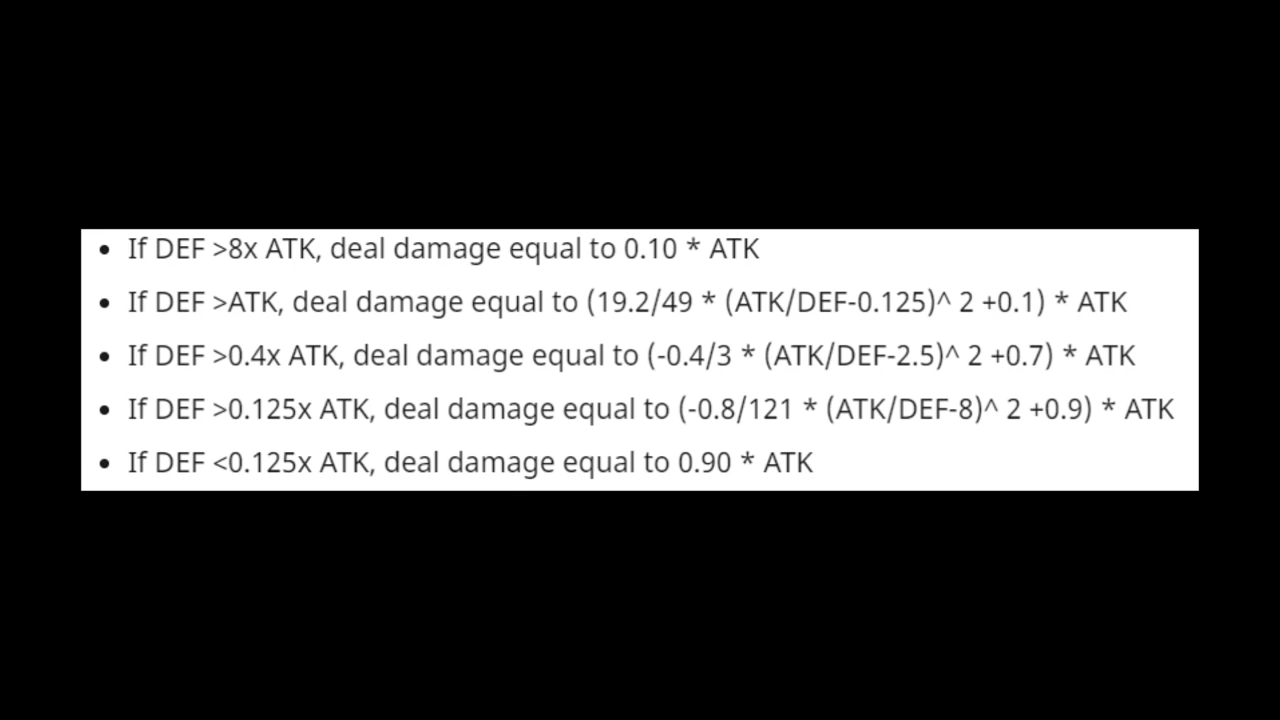 • If DEF >8x ATK, deal damage equal to 0.10 * ATK
• If DEF >ATK, deal damage equal to (19.2/49 * (ATK/DEF-0.125)^ 2 +0.1) * ATK
• If DEF >0.4x ATK, deal damage equal to (-0.4/3 * (ATK/DEF-2.5)^ 2 +0.7) * ATK
• If DEF >0.125x ATK, deal damage equal to (-0.8/121 * (ATK/DEF-8)^ 2 +0.9) * ATK
• If DEF <0.125x ATK, deal damage equal to 0.90 * ATK